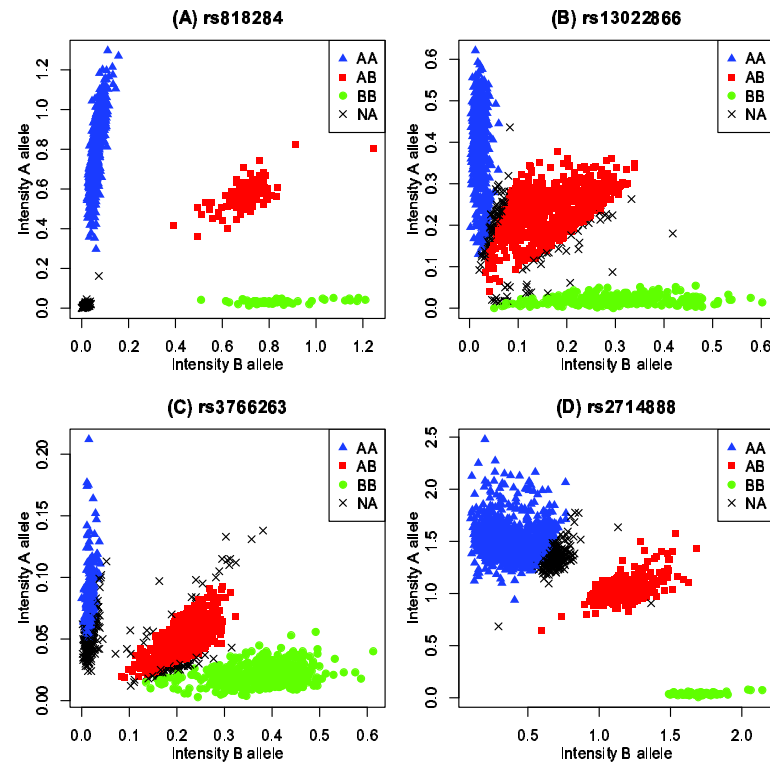 (A) rs818284
Intensity A allele
0.0 0.2 0.4 0.6 0.8 1.0 1.2
AA
AB
BB
NA
0.0 0.2 0.4 0.6 0.8 1.0 1.2
Intensity B allele
(B) rs13022866
Intensity A allele
0.0 0.1 0.2 0.3 0.4 0.5 0.6
AA
AB
BB
NA
0.0 0.1 0.2 0.3 0.4 0.5 0.6
Intensity B allele
(C) rs3766263
Intensity A allele
0.00 0.05 0.10 0.15 0.20
AA
AB
BB
NA
0.0 0.1 0.2 0.3 0.4 0.5 0.6
Intensity B allele
(D) rs2714888
Intensity A allele
0.0 0.5 1.0 1.5 2.0 2.5
AA
AB
BB
NA
0.5 1.0 1.5 2.0
Intensity B allele